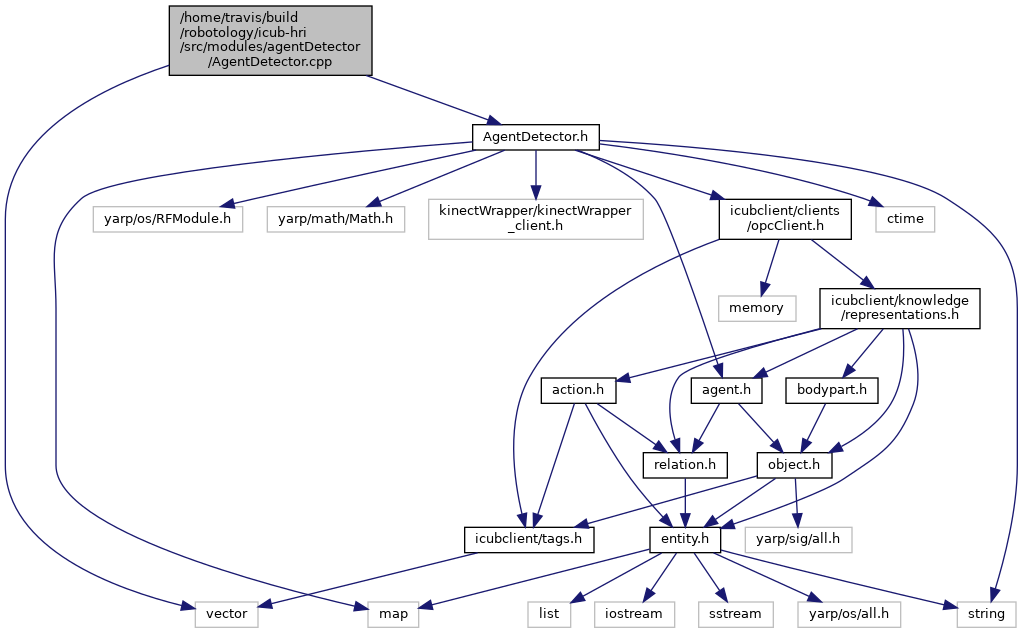 /home/travis/build
/robotology/icub-hri
/src/modules/agentDetector
/AgentDetector.cpp
AgentDetector.h
yarp/os/RFModule.h
yarp/math/Math.h
kinectWrapper/kinectWrapper
_client.h
icubclient/clients
/opcClient.h
ctime
memory
icubclient/knowledge
/representations.h
action.h
agent.h
bodypart.h
relation.h
object.h
icubclient/tags.h
entity.h
yarp/sig/all.h
vector
map
list
iostream
sstream
yarp/os/all.h
string